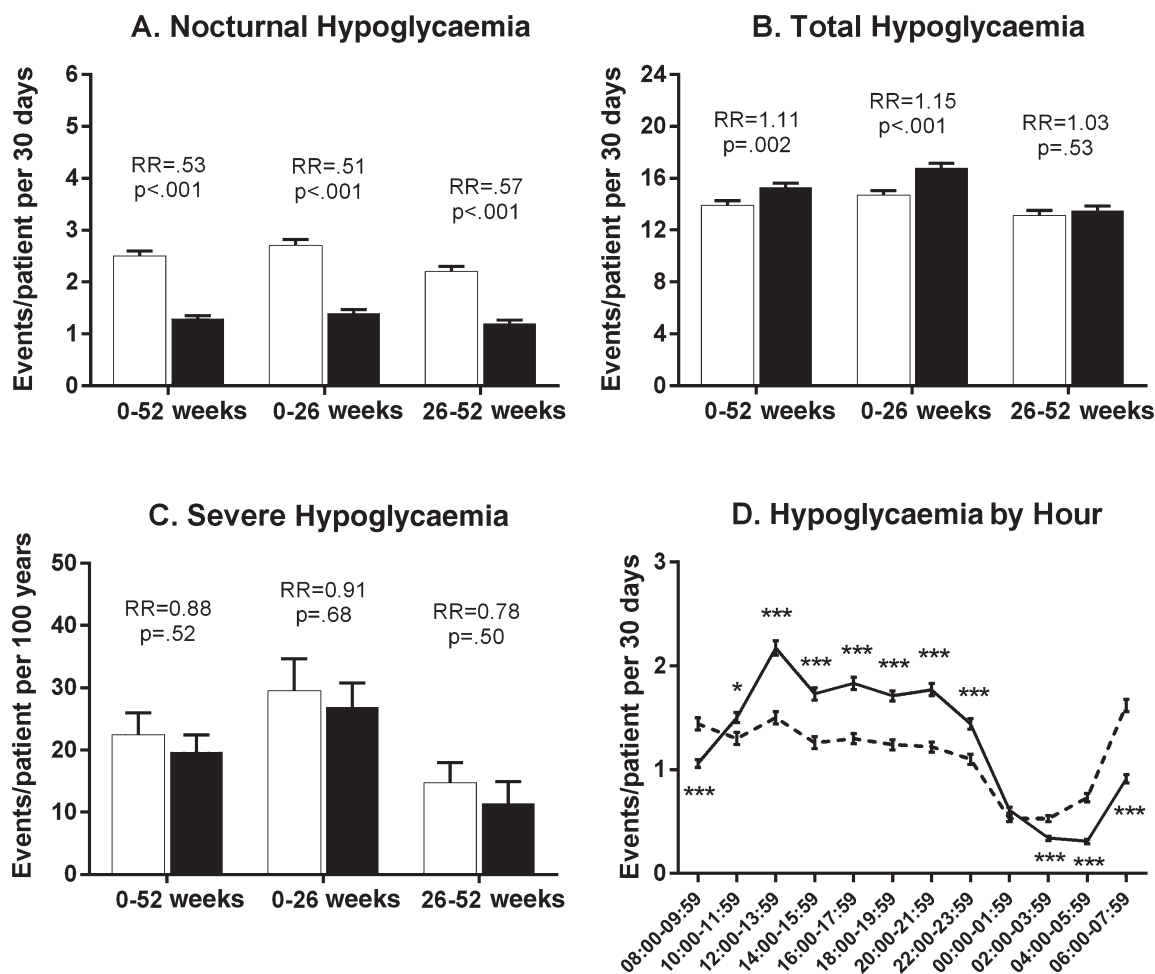 A. Nocturnal Hypoglycaemia
Events/patient per 30 days
6
5
4
3
2
1
0
RR=.53
p<.001
RR=.51
p<.001
RR=.57
p<.001
0-52 weeks
0-26 weeks
26-52 weeks
B. Total Hypoglycaemia
Events/patient per 30 days
24
20
16
12
8
4
0
RR=1.11
p=.002
RR=1.15
p<.001
RR=1.03
p=.53
0-52 weeks
0-26 weeks
26-52 weeks
C. Severe Hypoglycaemia
Events/patient per 100 years
50
40
30
20
10
0
RR=0.88
p=.52
RR=0.91
p=.68
RR=0.78
p=.50
0-52 weeks
0-26 weeks
26-52 weeks
D. Hypoglycaemia by Hour
Events/patient per 30 days
3
2
1
0
***
*
***
***
***
***
***
***
***
***
***
08:00-09:59
10:00-11:59
12:00-13:59
14:00-15:59
16:00-17:59
18:00-19:59
20:00-21:59
22:00-23:59
00:00-01:59
02:00-03:59
04:00-05:59
06:00-07:59